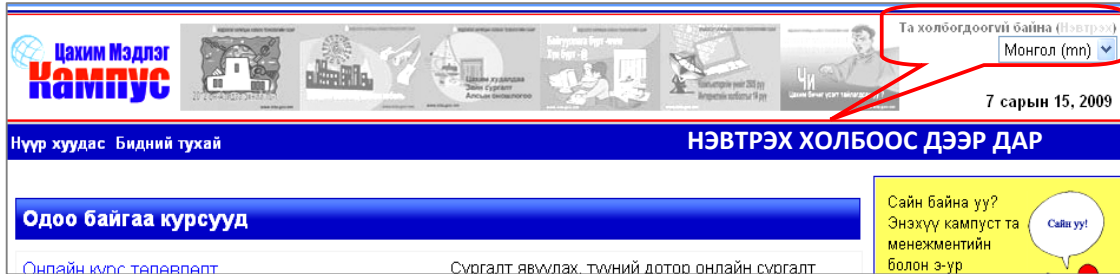 Та холбогдоогүй байна (Нэвтрэх)
Цахим Мэдлэг
Кампус
Монгол (mn)
7 сарын 15, 2009
Нүүр хуудас Бидний тухай
НЭВТРЭХ ХОЛБООС ДЭЭР ДАР
Одоо байгаа курсууд
Сайн байна уу?
Энэхүү кампуст та
менежментийн
болон э-ур
Сайн уу!
Онлайн курс төлөвлөлт
Сургалт явуулах, түүний дотор онлайн сургалт